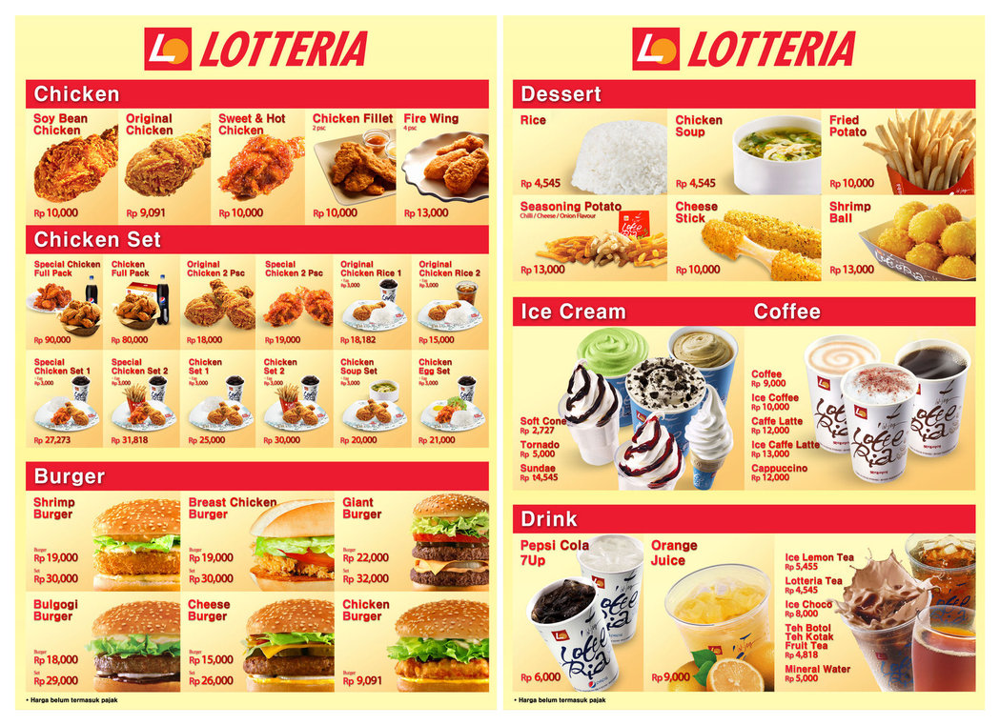 LOTTERIA
Chicken
Soy Bean
Chicken
Rp 10,000
Original
Chicken
Rp 9,091
Sweet & Hot
Chicken
Rp 10,000
Chicken Fillet
2 psc
Rp 10,000
Fire Wing
4 psc
Rp 13,000
Chicken Set
Special Chicken
Full Pack
Rp 90,000
Chicken
Full Pack
Rp 80,000
Original
Chicken 2 Psc
Rp 18,000
Special
Chicken 2 Psc
Rp 19,000
Original
Chicken Rice 1
+ Egg
Rp 3,000
Rp 18,182
Original
Chicken Rice 2
+ Egg
Rp 3,000
Rp 15,000
Special
Chicken Set 1
+ Egg
Rp 3,000
Rp 27,273
Special
Chicken Set 2
+ Egg
Rp 3,000
Rp 31,818
Chicken
Set 1
+ Egg
Rp 3,000
Rp 25,000
Chicken
Set 2
+ Egg
Rp 3,000
Rp 30,000
Chicken
Soup Set
+ Egg
Rp 3,000
Rp 20,000
Chicken
Egg Set
+ Egg
Rp 3,000
Rp 21,000
Burger
Shrimp
Burger
Burger
Rp 19,000
Set
Rp 30,000
Breast Chicken
Burger
Burger
Rp 19,000
Set
Rp 30,000
Giant
Burger
Burger
Rp 22,000
Set
Rp 32,000
Bulgogi
Burger
Burger
Rp 18,000
Set
Rp 29,000
Cheese
Burger
Burger
Rp 15,000
Set
Rp 26,000
Chicken
Burger
Burger
Rp 9,091
• Harga belum termasuk pajak
LOTTERIA
Dessert
Rice
Rp 4,545
Chicken
Soup
Rp 4,545
Fried
Potato
Rp 10,000
Seasoning Potato
Chilli / Cheese / Onion Flavour
Rp 13,000
Cheese
Stick
Rp 10,000
Shrimp
Ball
Rp 13,000
Ice Cream
Soft Cone
Rp 2,727
Tornado
Rp 5,000
Sundae
Rp t4,545
Coffee
Coffee
Rp 9,000
Ice Coffee
Rp 10,000
Caffe Latte
Rp 12,000
Ice Caffe Latte
Rp 13,000
Cappuccino
Rp 12,000
Drink
Pepsi Cola
7Up
Rp 6,000
Orange
Juice
Rp 9,000
Ice Lemon Tea
Rp 5,455
Lotteria Tea
Rp 4,545
Ice Choco
Rp 8,000
Teh Botol
Teh Kotak
Fruit Tea
Rp 4,818
Mineral Water
Rp 5,000
• Harga belum termasuk pajak